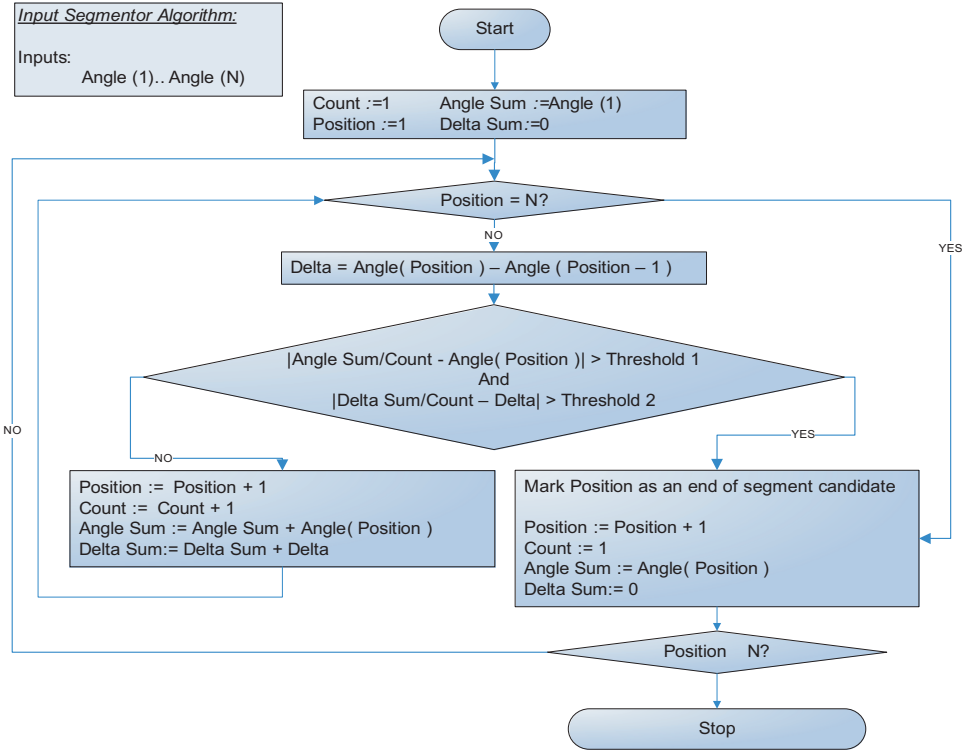 Input Segmentor Algorithm:
Inputs:
Angle (1).. Angle (N)
Start
Count :=1 Angle Sum :=Angle (1)
Position :=1 Delta Sum:=0
Position = N?
NO
YES
Delta = Angle( Position ) – Angle ( Position – 1 )
|Angle Sum/Count - Angle( Position )| > Threshold 1
And
|Delta Sum/Count – Delta| > Threshold 2
NO
YES
NO
Position := Position + 1
Count := Count + 1
Angle Sum := Angle Sum + Angle( Position )
Delta Sum:= Delta Sum + Delta
Mark Position as an end of segment candidate
Position := Position + 1
Count := 1
Angle Sum := Angle( Position )
Delta Sum:= 0
Position N?
Stop